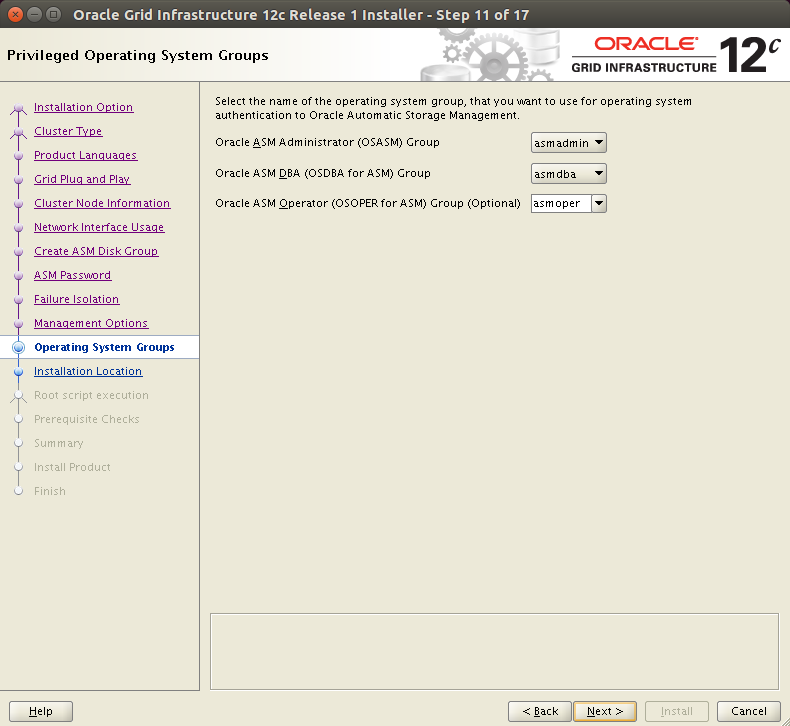 Oracle Grid Infrastructure 12c Release 1 Installer - Step 11 of 17
Privileged Operating System Groups
ORACLE®
GRID INFRASTRUCTURE 12c
Installation Option
Cluster Type
Product Languages
Grid Plug and Play
Cluster Node Information
Network Interface Usage
Create ASM Disk Group
ASM Password
Failure Isolation
Management Options
Operating System Groups
Installation Location
Root script execution
Prerequisite Checks
Summary
Install Product
Finish
Select the name of the operating system group, that you want to use for operating system
authentication to Oracle Automatic Storage Management.
Oracle ASM Administrator (OSASM) Group asmadmin
Oracle ASM DBA (OSDBA for ASM) Group asmdba
Oracle ASM Operator (OSOPER for ASM) Group (Optional) asmoper
Help < Back Next > Install Cancel